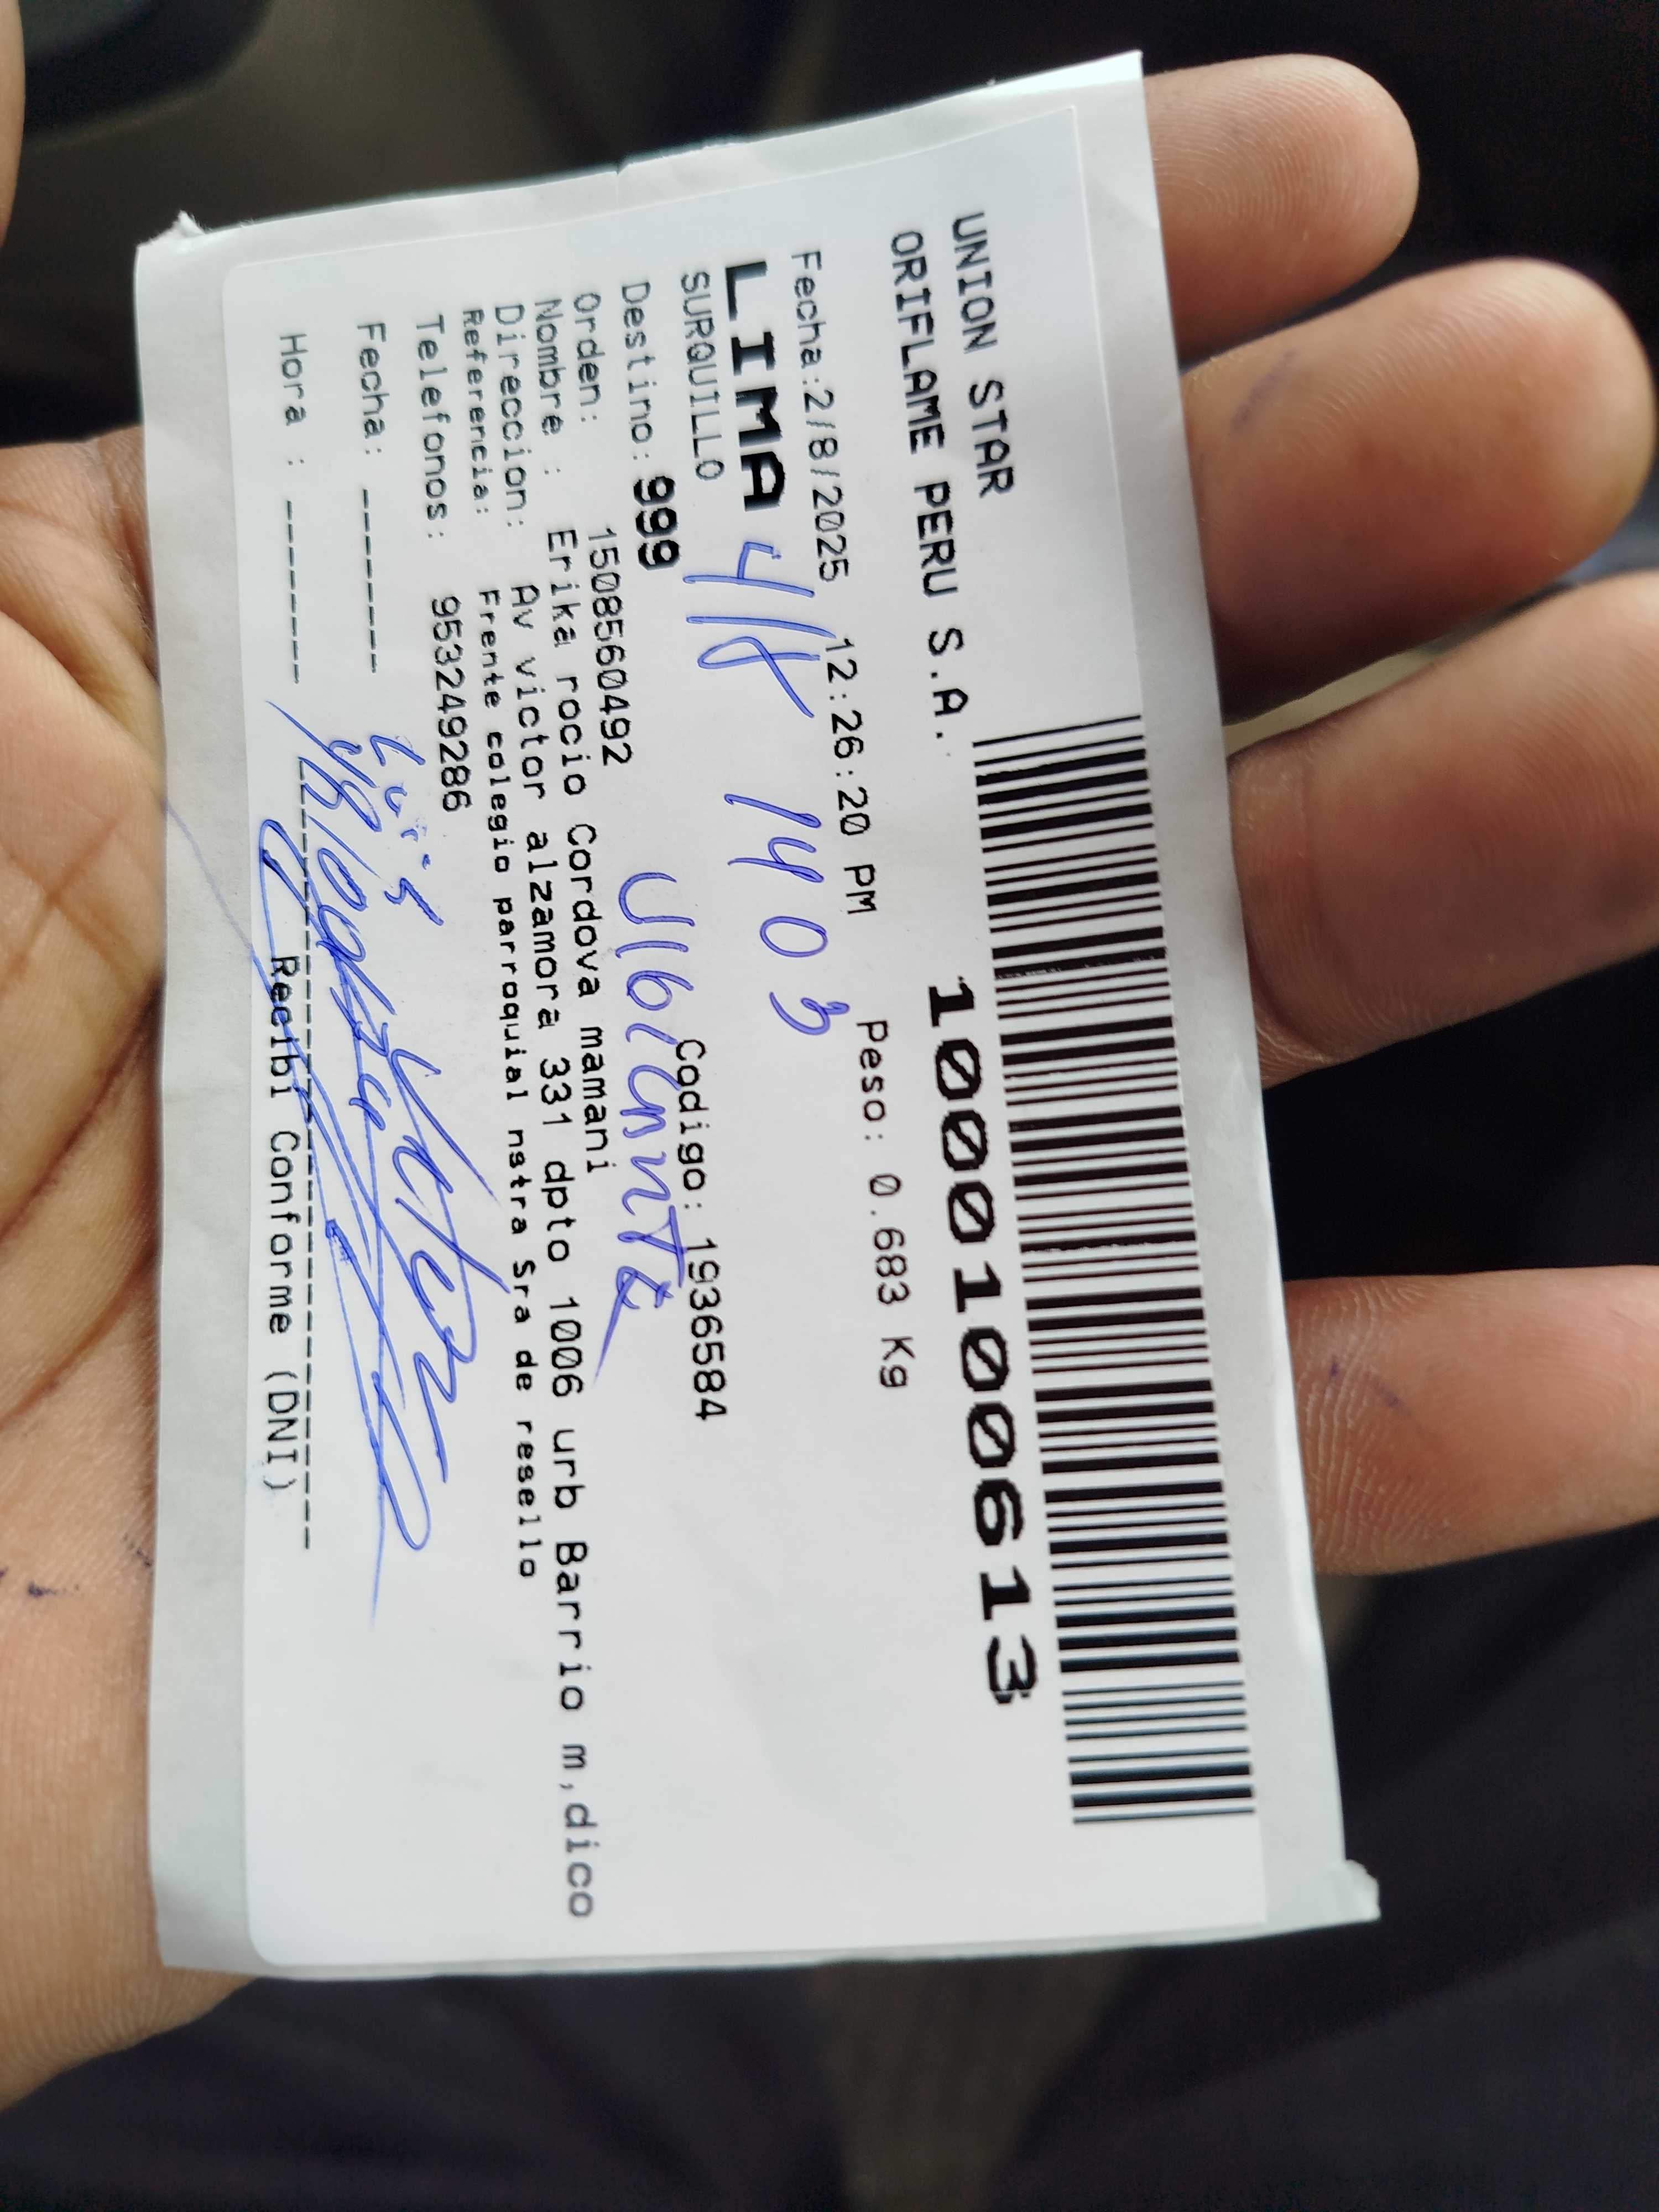 UNION STAR
ORIFLAME PERU S.A.
10001006613
Fecha:2/8/2025 12:26:20 PM Peso: 0.683 Kg
LIMA 4/8 1403
SURQUILLO
Destino: 999 Codigo: 1936584
Orden: 1508560492
Nombre : Erika rocio Cordova mamani
Direccion: Av victor alzamora 331 dpto 1006 urb Barrio m,dico
Referencia: Frente colegio parroquial nstra Sra de resello
Telefonos: 953249286
Fecha: ------ Luis
Hora : -------
Recibi Conforme (DNI)